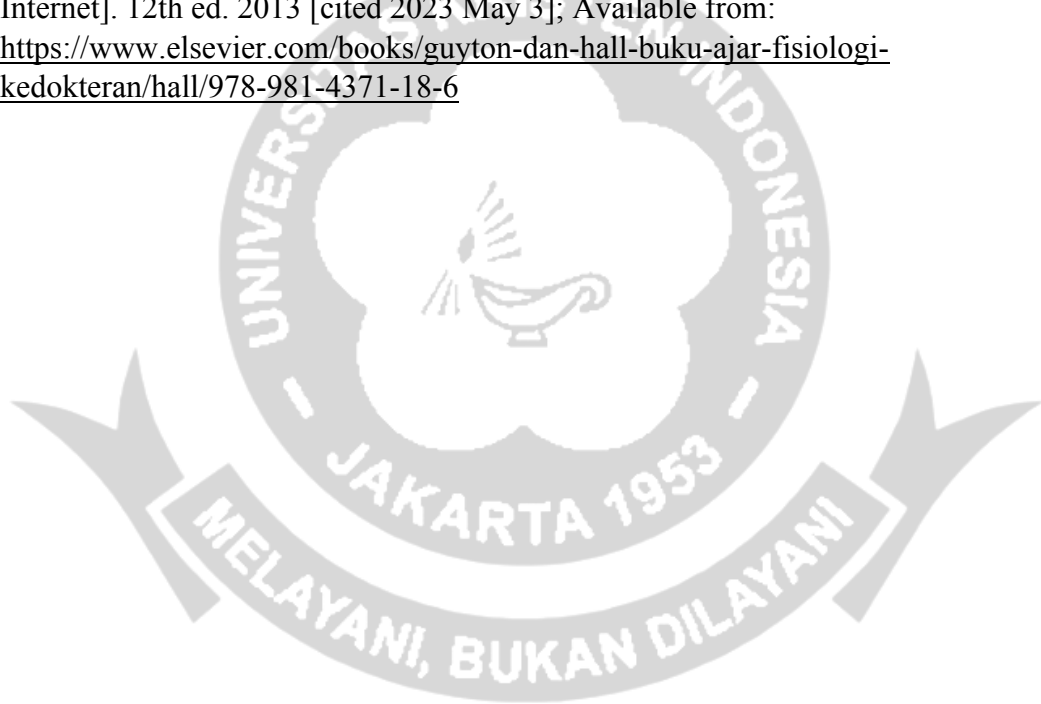 Internet]. 12th ed. 2013 [cited 2023 May 3]; Available from:
https://www.elsevier.com/books/guyton-dan-hall-buku-ajar-fisiologi-
kedokteran/hall/978-981-4371-18-6
UNIVERSITAS KRISTEN INDONESIA
- JAKARTA 1953 -
MELAYANI, BUKAN DILAYANI